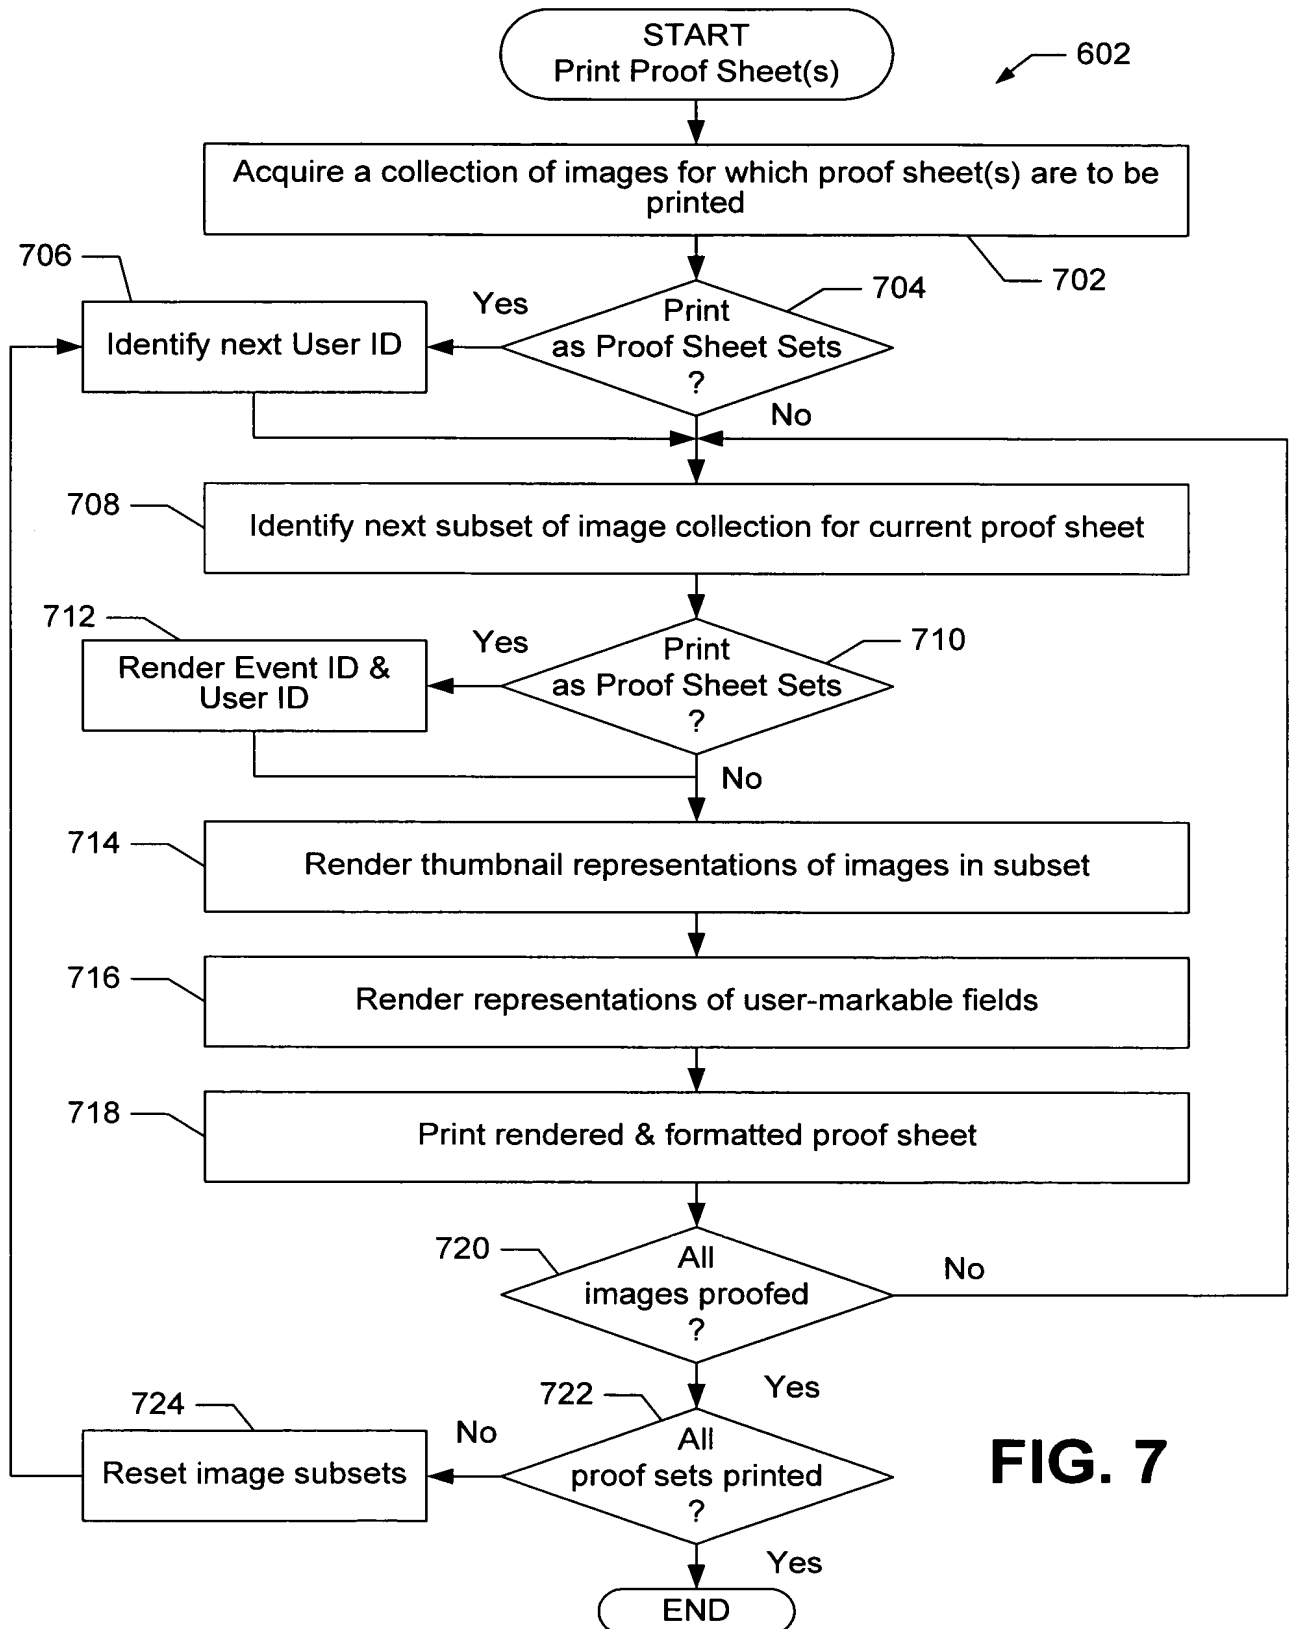 START
Print Proof Sheet(s)
602
Acquire a collection of images for which proof sheet(s) are to be
printed
702
706
704
Yes
Print
as Proof Sheet Sets
?
Identify next User ID
No
708
Identify next subset of image collection for current proof sheet
712
710
Yes
Print
as Proof Sheet Sets
?
Render Event ID &
User ID
No
714
Render thumbnail representations of images in subset
716
Render representations of user-markable fields
718
Print rendered & formatted proof sheet
720
All
images proofed
?
No
Yes
724
722
No
All
proof sets printed
?
Reset image subsets
FIG. 7
Yes
END